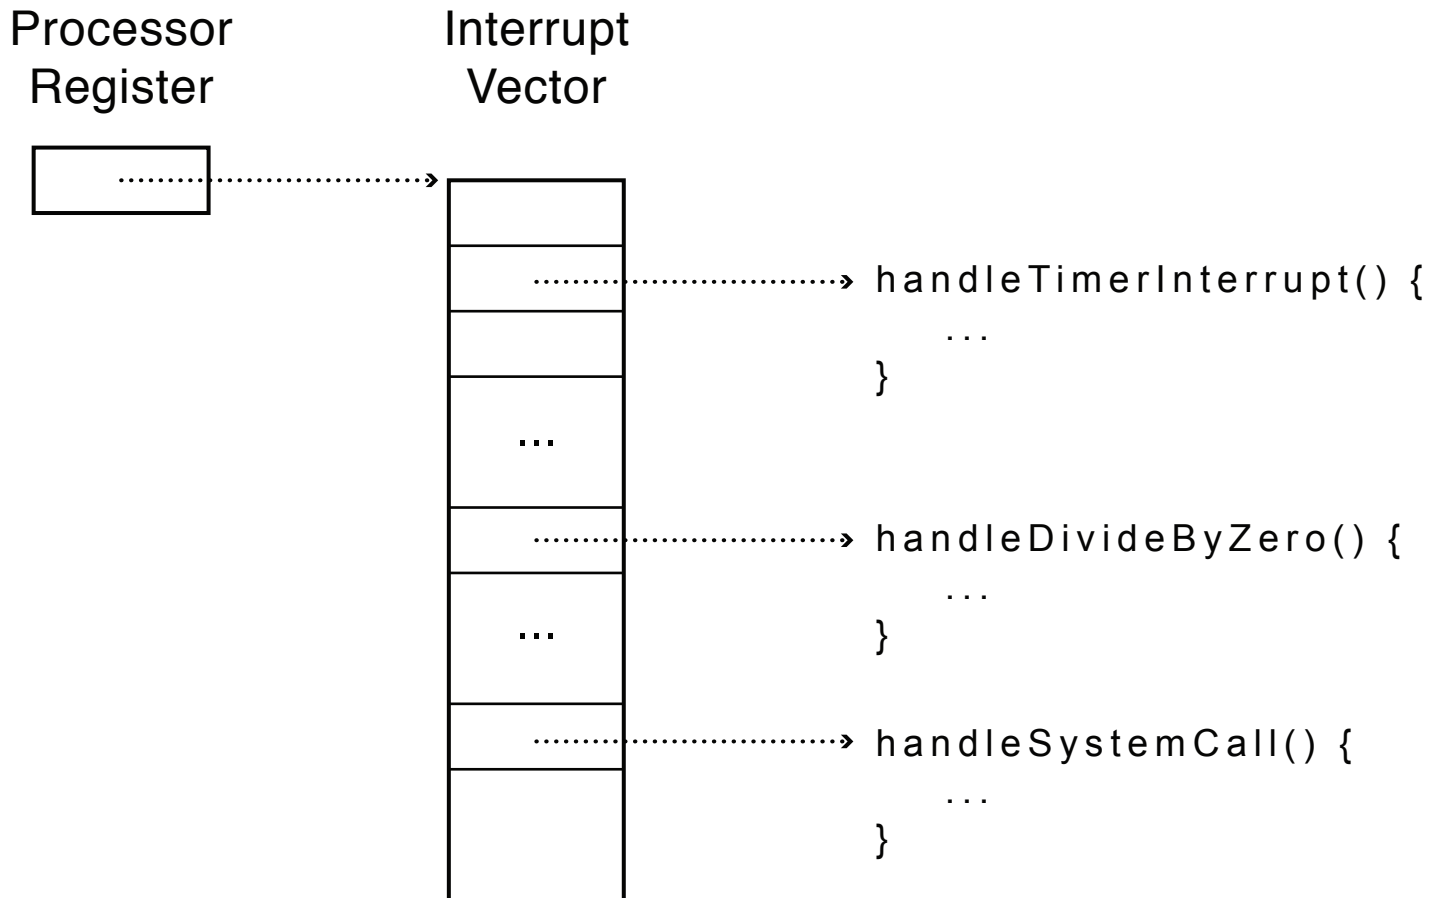 Processor
Register
Interrupt
Vector
handleTimerInterrupt() {
...
}
...
handleDivideByZero() {
...
}
...
handleSystemCall() {
...
}